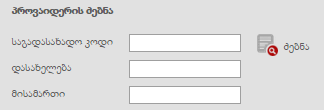 პროვაიდერის ძებნა
საგადასახადო კოდი ძებნა
დასახელება
მისამართი